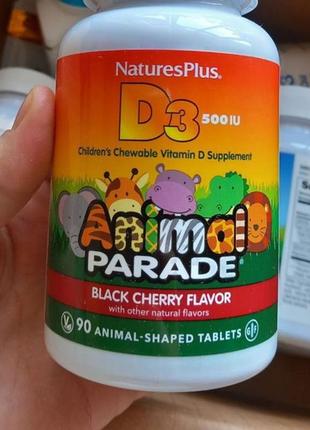 NaturesPlus®
D3 500 IU
Children's Chewable Vitamin D Supplement
Animal
PARADE®
BLACK CHERRY FLAVOR
with other natural flavors
90 ANIMAL-SHAPED TABLETS